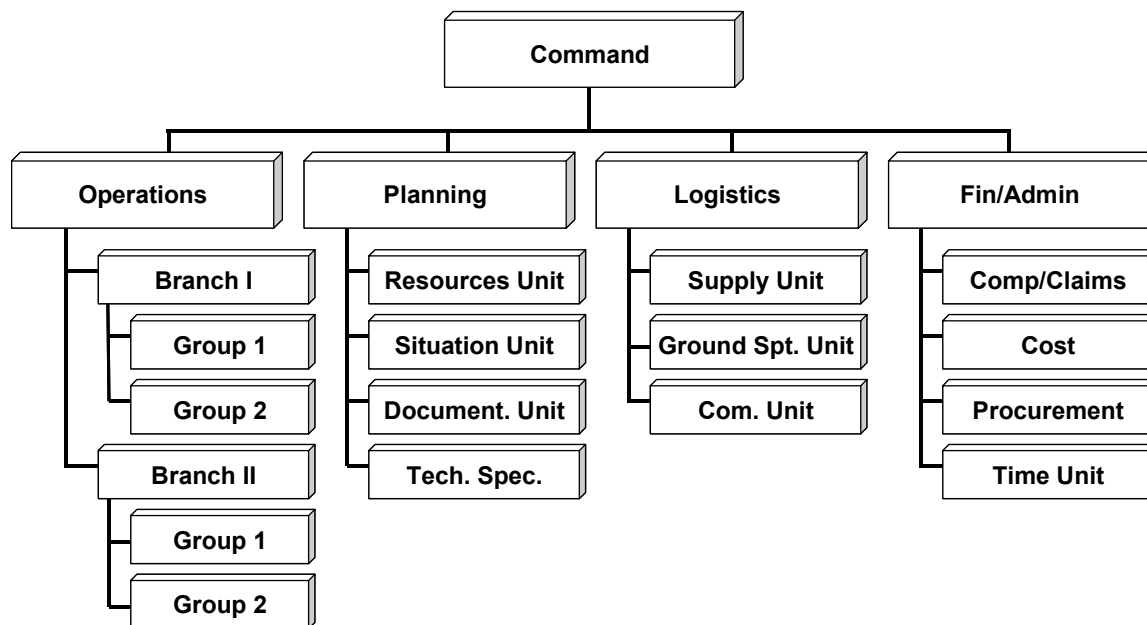 Command
Operations
Planning
Logistics
Fin/Admin
Branch I
Group 1
Group 2
Branch II
Group 1
Group 2
Resources Unit
Situation Unit
Document. Unit
Tech. Spec.
Supply Unit
Ground Spt. Unit
Com. Unit
Comp/Claims
Cost
Procurement
Time Unit